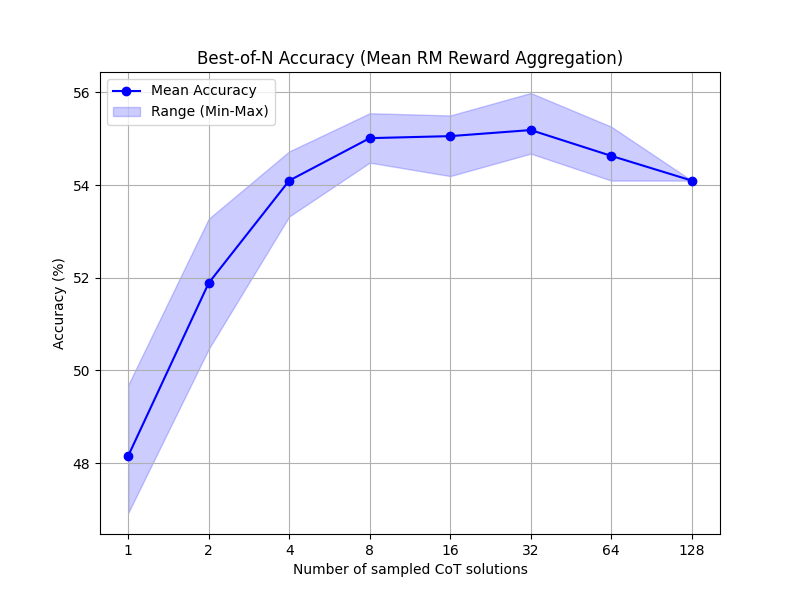 Best-of-N Accuracy (Mean RM Reward Aggregation)
Mean Accuracy
Range (Min-Max)
56
54
52
50
48
Accuracy (%)
1 2 4 8 16 32 64 128
Number of sampled CoT solutions